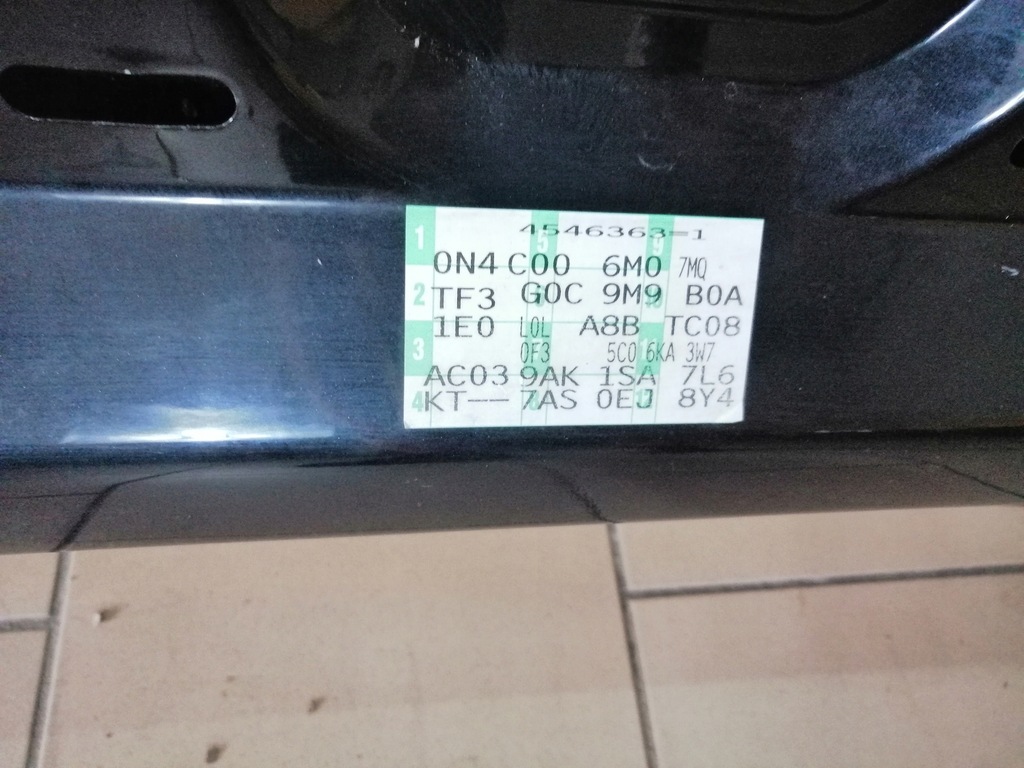 4546363-1
0N4 C00 6M0 7MQ
TF3 G0C 9M9 B0A
1E0 L0L A8B TC08
0F3 5C0 6KA 3W7
AC03 9AK 1SA 7L6
KT-- 7AS 0EJ 8Y4
1
2
3
4
5
9
12